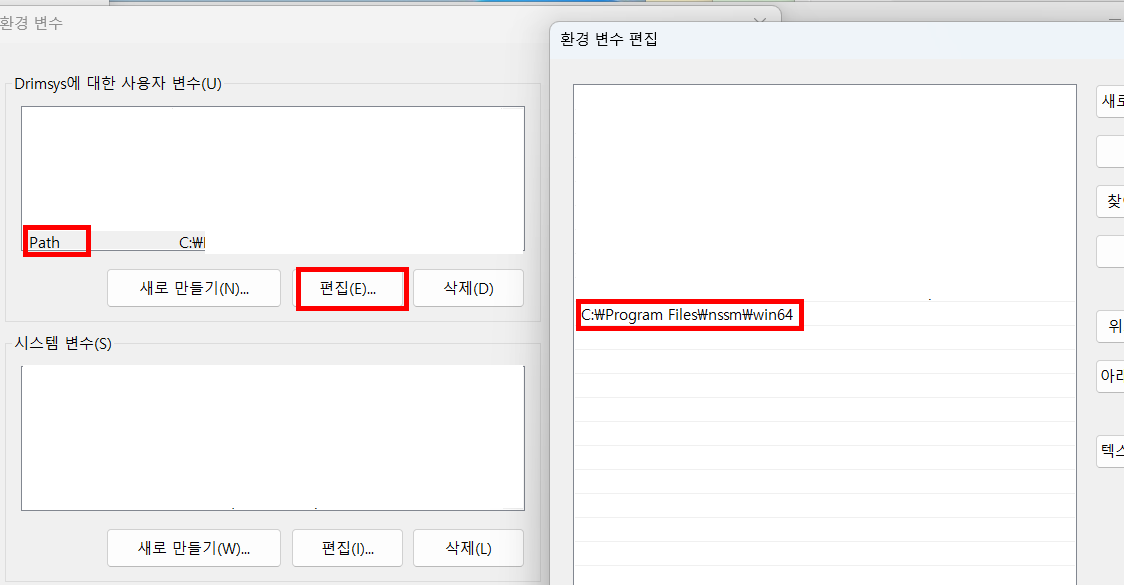 환경 변수
Drimsys에 대한 사용자 변수(U)
Path C:₩
새로 만들기(N)...
편집(E)...
삭제(D)
시스템 변수(S)
새로 만들기(W)...
편집(I)...
삭제(L)
환경 변수 편집
C:₩Program Files₩nssm₩win64
새로
찾
위
아래
텍스